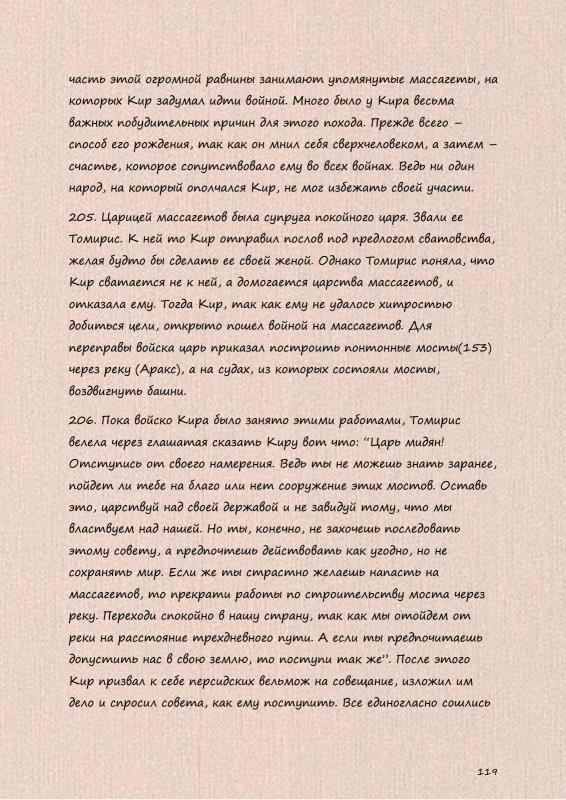 часть этой огромной равнины занимают упомянутые массагеты, на
которых Кир задумал идти войной. Много было у Кира весьма
важных побудительных причин для этого похода. Прежде всего –
способ его рождения, так как он мнил себя сверхчеловеком, а затем –
счастье, которое сопутствовало ему во всех войнах. Ведь ни один
народ, на который ополчался Кир, не мог избежать своей участи.
205. Царицей массагетов была супруга покойного царя. Звали ее
Томирис. К ней то Кир отправил послов под предлогом сватовства,
желая будто бы сделать ее своей женой. Однако Томирис поняла, что
Кир сватается не к ней, а домогается царства массагетов, и
отказала ему. Тогда Кир, так как ему не удалось хитростью
добиться цели, открыто пошел войной на массагетов. Для
переправы войска царь приказал построить понтонные мосты(153)
через реку (Аракс), а на судах, из которых состояли мосты,
воздвигнуть башни.
206. Пока войско Кира было занято этими работами, Томирис
велела через глашатая сказать Киру вот что: “Царь мидян!
Отступись от своего намерения. Ведь ты не можешь знать заранее,
пойдет ли тебе на благо или нет сооружение этих мостов. Оставь
это, царствуй над своей державой и не завидуй тому, что мы
властвуем над нашей. Но ты, конечно, не захочешь последовать
этому совету, а предпочтешь действовать как угодно, но не
сохранять мир. Если же ты страстно желаешь напасть на
массагетов, то прекрати работы по строительству моста через
реку. Переходи спокойно в нашу страну, так как мы отойдем от
реки на расстояние трехдневного пути. А если ты предпочитаешь
допустить нас в свою землю, то поступи так же”. После этого
Кир призвал к себе персидских вельмож на совещание, изложил им
дело и спросил совета, как ему поступить. Все единогласно сошлись
119